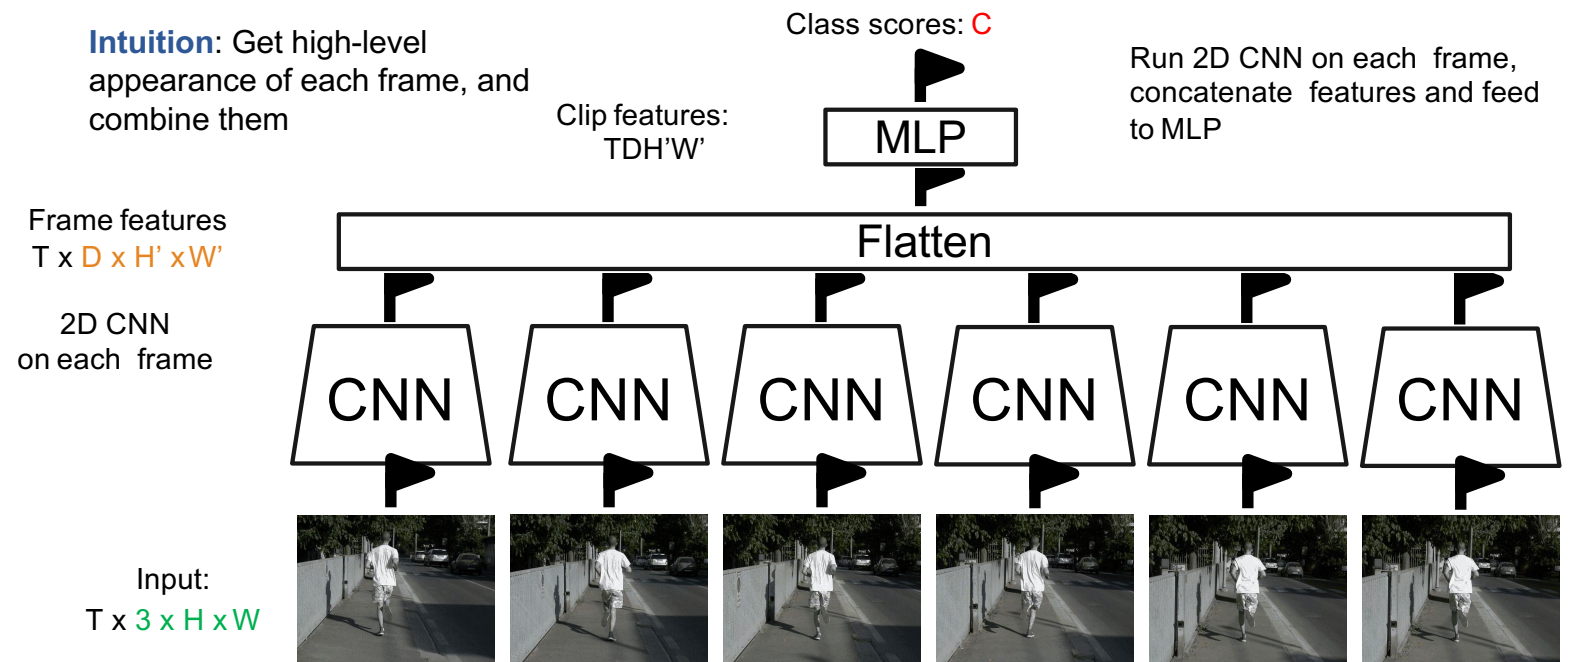 Intuition: Get high-level
appearance of each frame, and
combine them
Class scores: C
Run 2D CNN on each frame,
concatenate features and feed
to MLP
Clip features:
TDH’W’
MLP
Frame features
T x D x H’ x W’
Flatten
2D CNN
on each frame
CNN CNN CNN CNN CNN CNN
Input:
T x 3 x H x W